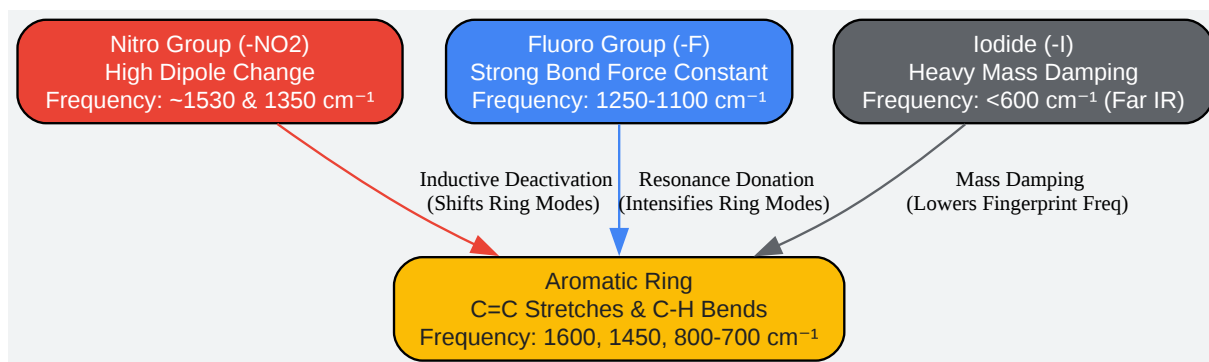 Nitro Group (-NO2)
High Dipole Change
Frequency: ~1530 & 1350 cm⁻¹
Fluoro Group (-F)
Strong Bond Force Constant
Frequency: 1250-1100 cm⁻¹
Iodide (-I)
Heavy Mass Damping
Frequency: <600 cm⁻¹ (Far IR)
Inductive Deactivation
(Shifts Ring Modes)
Resonance Donation
(Intensifies Ring Modes)
Mass Damping
(Lowers Fingerprint Freq)
Aromatic Ring
C=C Stretches & C-H Bends
Frequency: 1600, 1450, 800-700 cm⁻¹